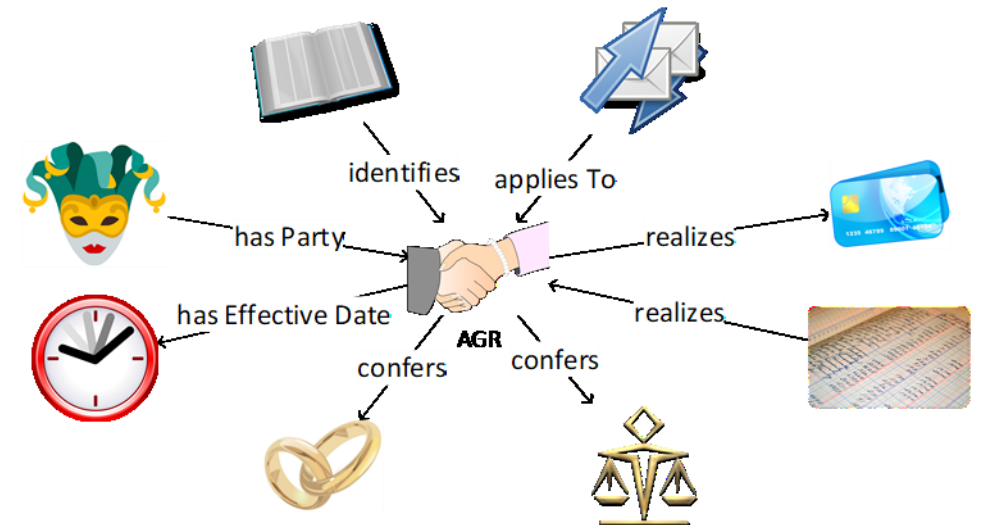 identifies
applies To
has Party
realizes
has Effective Date
realizes
AGR
confers
confers